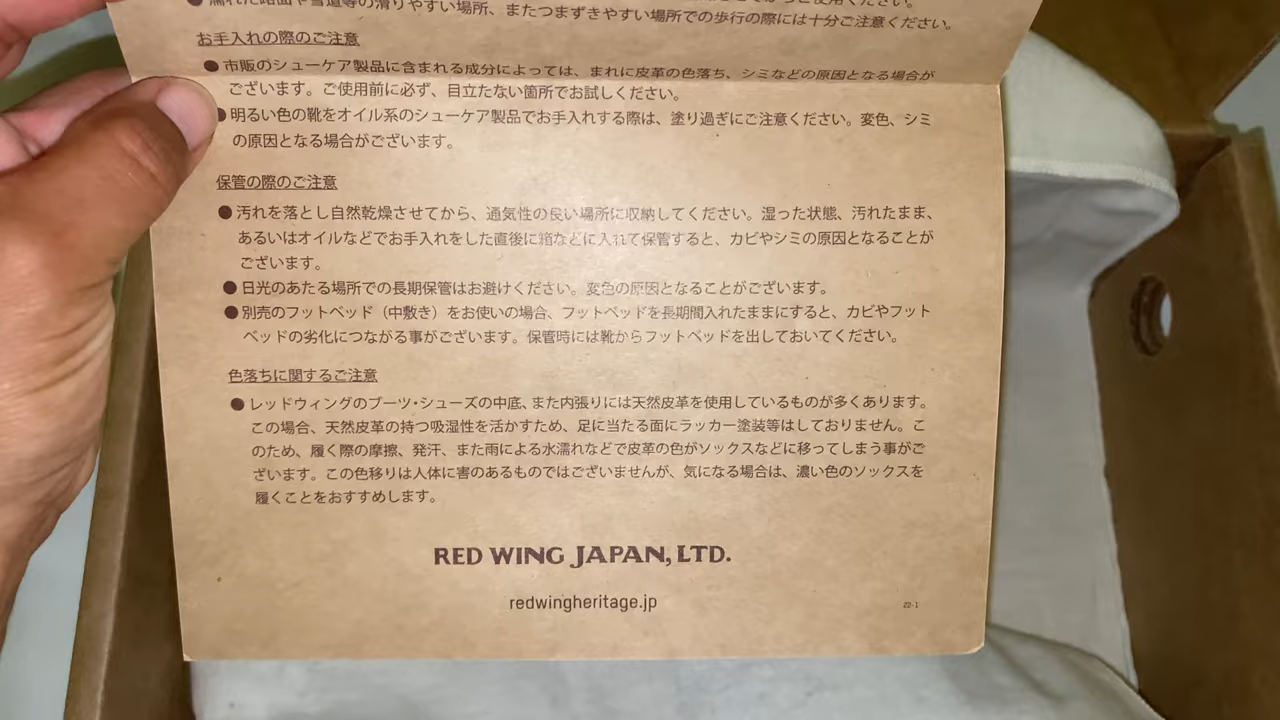 ● 濡れた路面や雪道等の滑りやすい場所、またつまずきやすい場所での歩行の際には十分ご注意ください。
お手入れの際のご注意
● 市販のシューケア製品に含まれる成分によっては、まれに皮革の色落ち、シミなどの原因となる場合が
ございます。ご使用前に必ず、目立たない箇所でお試しください。
● 明るい色の靴をオイル系のシューケア製品でお手入れする際は、塗り過ぎにご注意ください。変色、シミ
の原因となる場合がございます。
保管の際のご注意
● 汚れを落とし自然乾燥させてから、通気性の良い場所に収納してください。湿った状態、汚れたまま、
あるいはオイルなどでお手入れをした直後に箱などに入れて保管すると、カビやシミの原因となることが
ございます。
● 日光のあたる場所での長期保管はお避けください。変色の原因となることがございます。
● 別売のフットベッド（中敷き）をお使いの場合、フットベッドを長期間入れたままにすると、カビやフット
ベッドの劣化につながる事がございます。保管時には靴からフットベッドを出しておいてください。
色落ちに関するご注意
● レッドウィングのブーツ・シューズの中底、また内張りには天然皮革を使用しているものが多くあります。
この場合、天然皮革の持つ吸湿性を活かすため、足に当たる面にラッカー塗装等はしておりません。こ
のため、履く際の摩擦、発汗、また雨による水濡れなどで皮革の色がソックスなどに移ってしまう事がご
ざいます。この色移りは人体に害のあるものではございませんが、気になる場合は、濃い色のソックスを
履くことをおすすめします。
RED WING JAPAN, LTD.
redwingheritage.jp
22-1